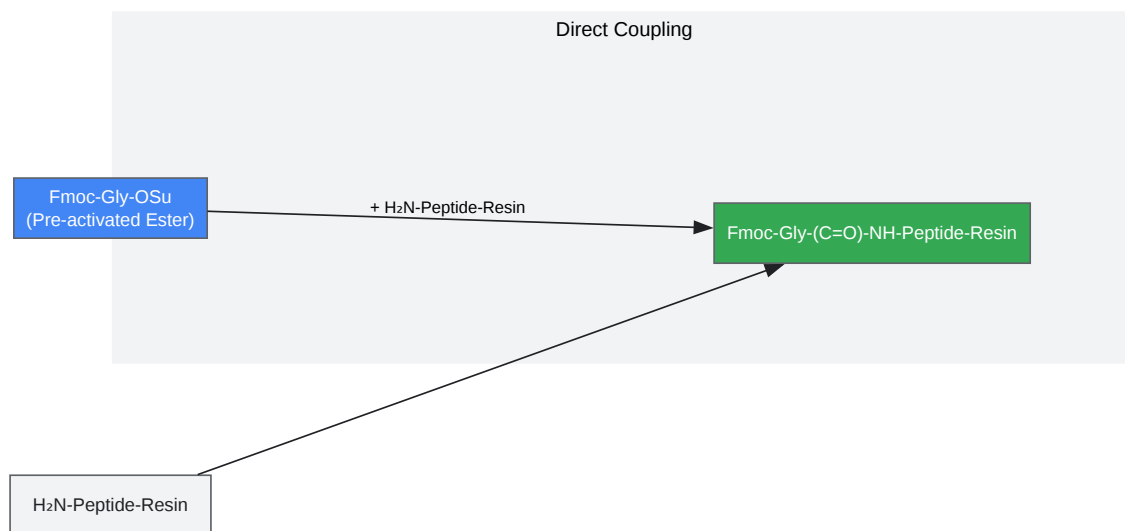 Direct Coupling
Fmoc-Gly-OSu
(Pre-activated Ester)
+ H₂N-Peptide-Resin
Fmoc-Gly-(C=O)-NH-Peptide-Resin
H₂N-Peptide-Resin